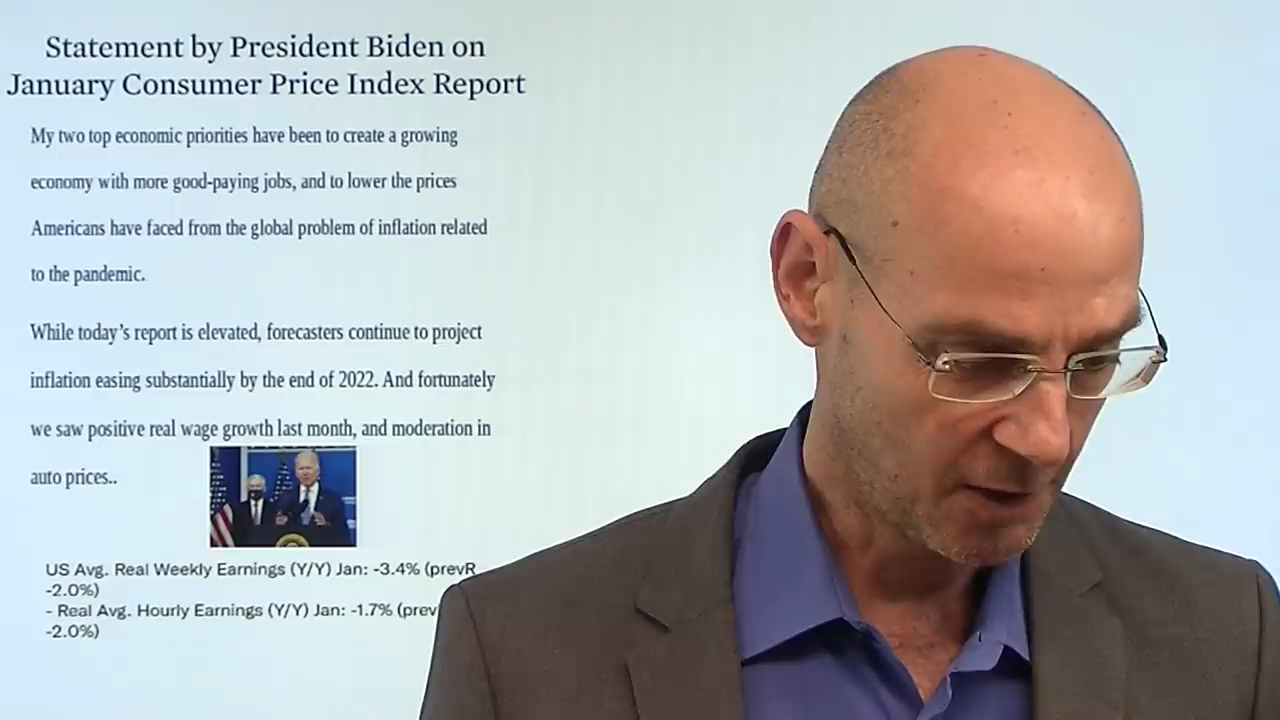 Statement by President Biden on
January Consumer Price Index Report
My two top economic priorities have been to create a growing
economy with more good-paying jobs, and to lower the prices
Americans have faced from the global problem of inflation related
to the pandemic.
While today's report is elevated, forecasters continue to project
inflation easing substantially by the end of 2022. And fortunately
we saw positive real wage growth last month, and moderation in
auto prices..
US Avg. Real Weekly Earnings (Y/Y) Jan: -3.4% (prevR
-2.0%)
- Real Avg. Hourly Earnings (Y/Y) Jan: -1.7% (prev
-2.0%)